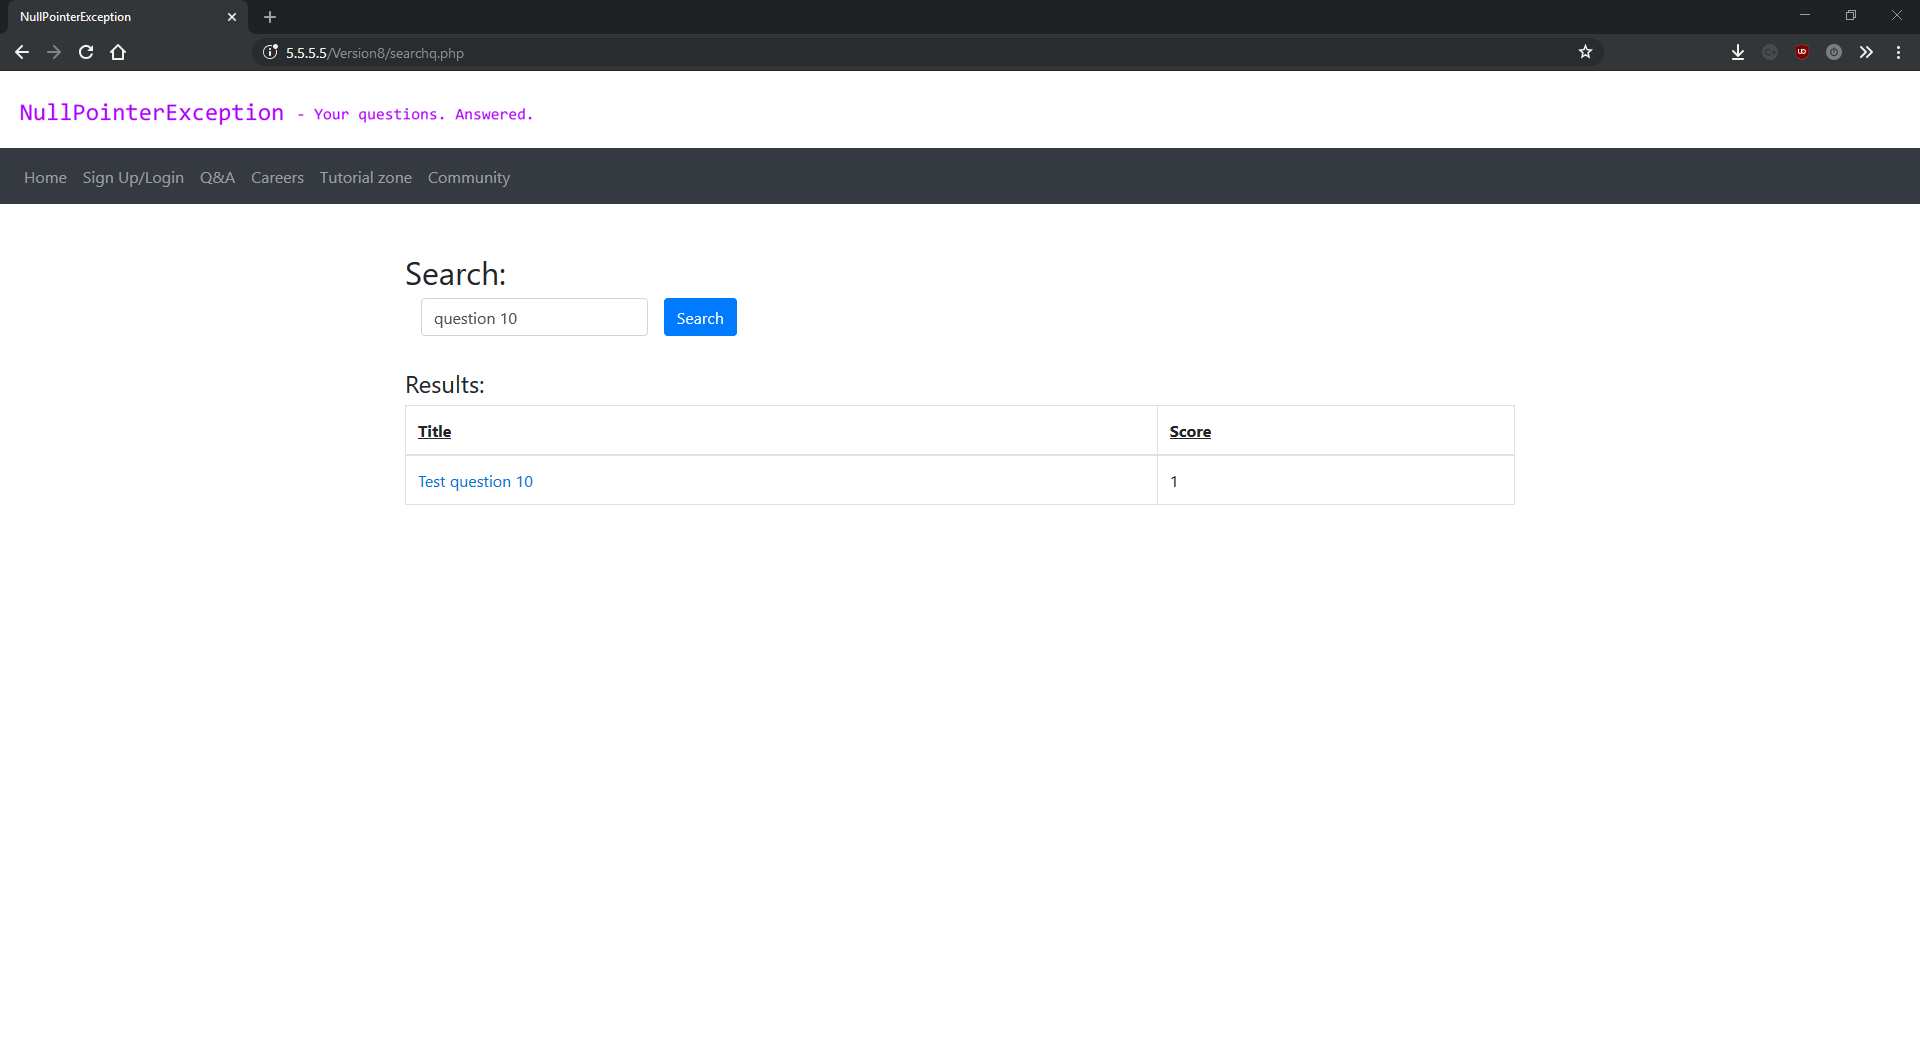 NullPointerException
5.5.5.5/Version8/searchq.php
NullPointerException - Your questions. Answered.
Home Sign Up/Login Q&A Careers Tutorial zone Community
Search:
question 10 Search
Results:
Title Score
Test question 10 1